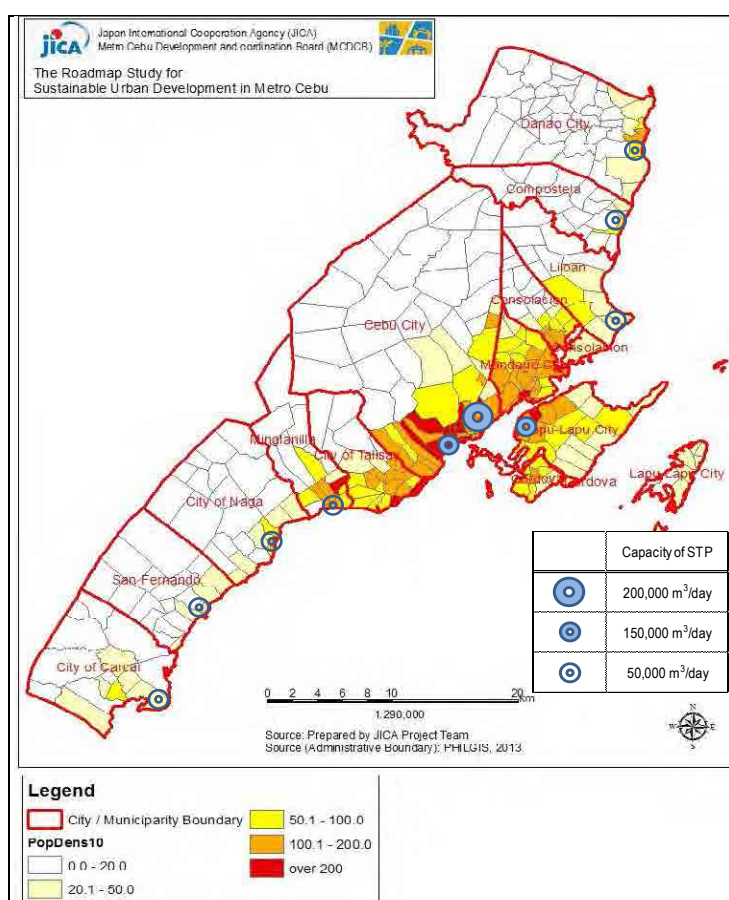 jICA
Japan International Cooperation Agency (JICA)
Metro Cebu Development and oordination Board (MCDCB)
The Roadmap Study for
Sustainable Urban Development in Metro Cebu
Danao City
Compostela
Liloan
Consolacion
Cebu City
Consolacion
Mandaue C
Minglanilla
City of Talisay
apu-Lapu City
City of Naga
Cordova
rdova
Lapu Lapu City
San Fernando
City of Carcar
Capacity of STP
200,000 m³/day
150,000 m³/day
50,000 m³/day
0 2 4 6 8 10 20
Km
1:290,000
Source: Prepared by JICA Project Team
Source (Administrative Boundary): PHILGIS, 2013
N
W E
S
Legend
City / Municiparity Boundary
PopDens10
0.0 - 20.0
20.1 - 50.0
50.1 - 100.0
100.1 - 200.0
over 200